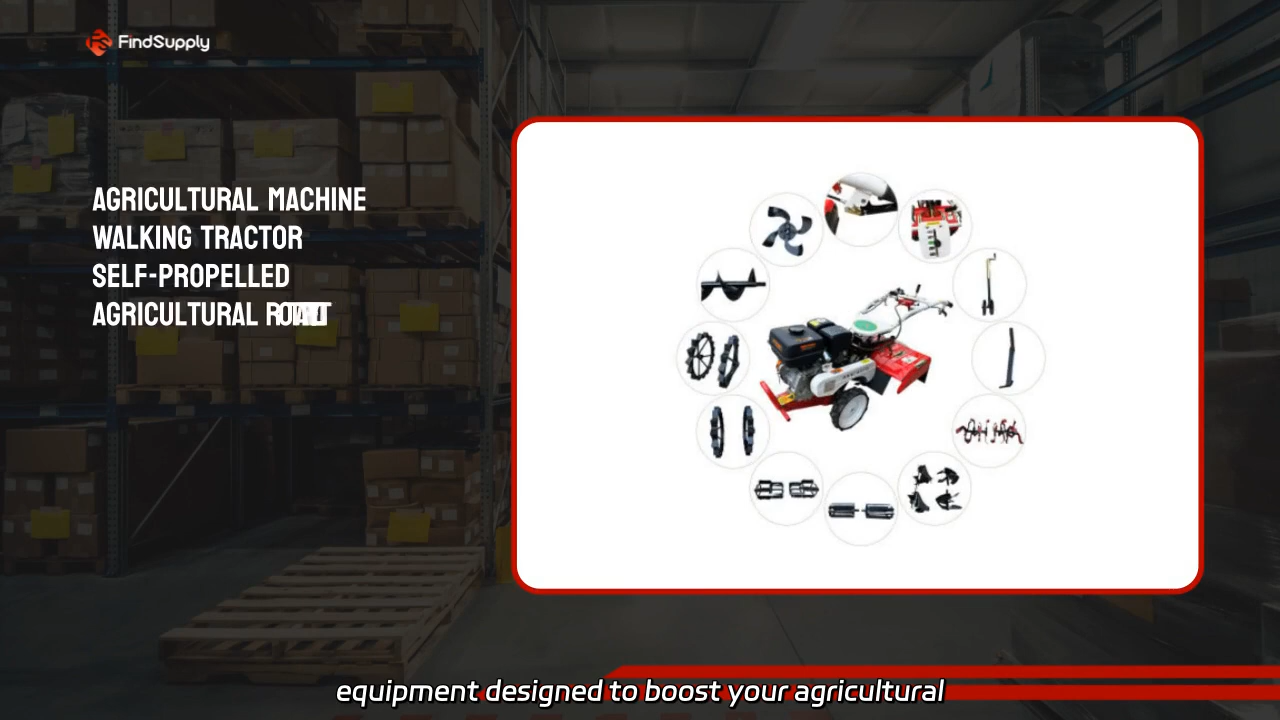 FindSupply
AGRICULTURAL MACHINE
WALKING TRACTOR
SELF-PROPELLED
AGRICULTURAL
equipment designed to boost your agricultural